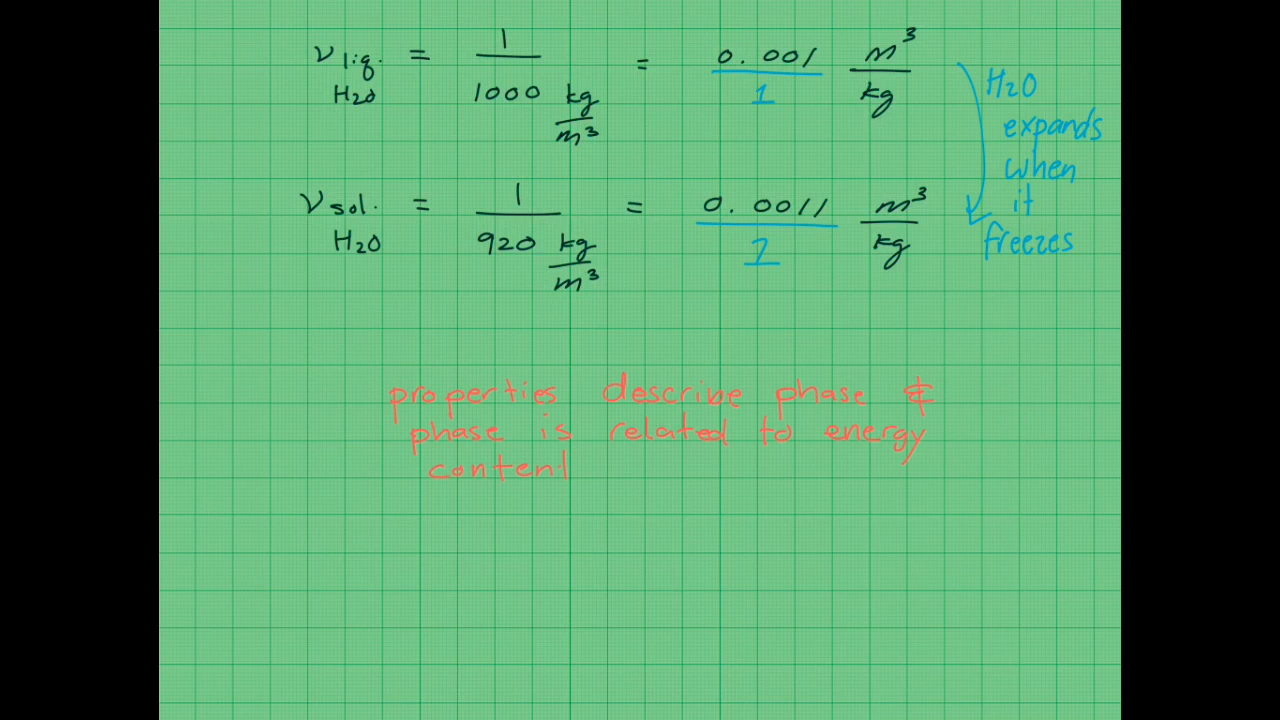 ν liq. H2O = 1 / 1000 kg/m³ = 0.001 / 1 m³/kg
ν sol. H2O = 1 / 920 kg/m³ = 0.0011 / 1 m³/kg
H2O
expands
when
it
freezes
properties describe phase &
phase is related to energy
content